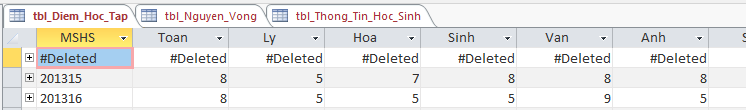 tbl_Diem_Hoc_Tap tbl_Nguyen_Vong tbl_Thong_Tin_Hoc_Sinh
MSHS Toan Ly Hoa Sinh Van Anh
#Deleted #Deleted #Deleted #Deleted #Deleted #Deleted #Deleted
201315 8 5 7 8 8 8
201316 8 5 5 5 9 5